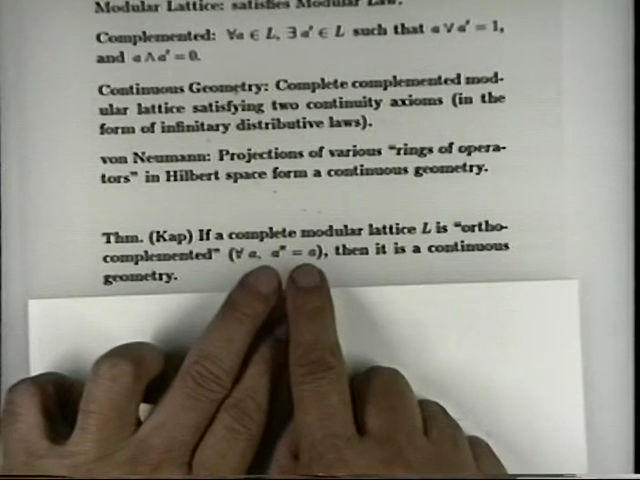 Modular Lattice: satisfies Modular Law.
Complemented: ∀a ∈ L, ∃ a′ ∈ L such that a ∨ a′ = 1,
and a ∧ a′ = 0.
Continuous Geometry: Complete complemented mod-
ular lattice satisfying two continuity axioms (in the
form of infinitary distributive laws).
von Neumann: Projections of various "rings of opera-
tors" in Hilbert space form a continuous geometry.
Thm. (Kap) If a complete modular lattice L is "ortho-
complemented" (∀ a, a″ = a), then it is a continuous
geometry.